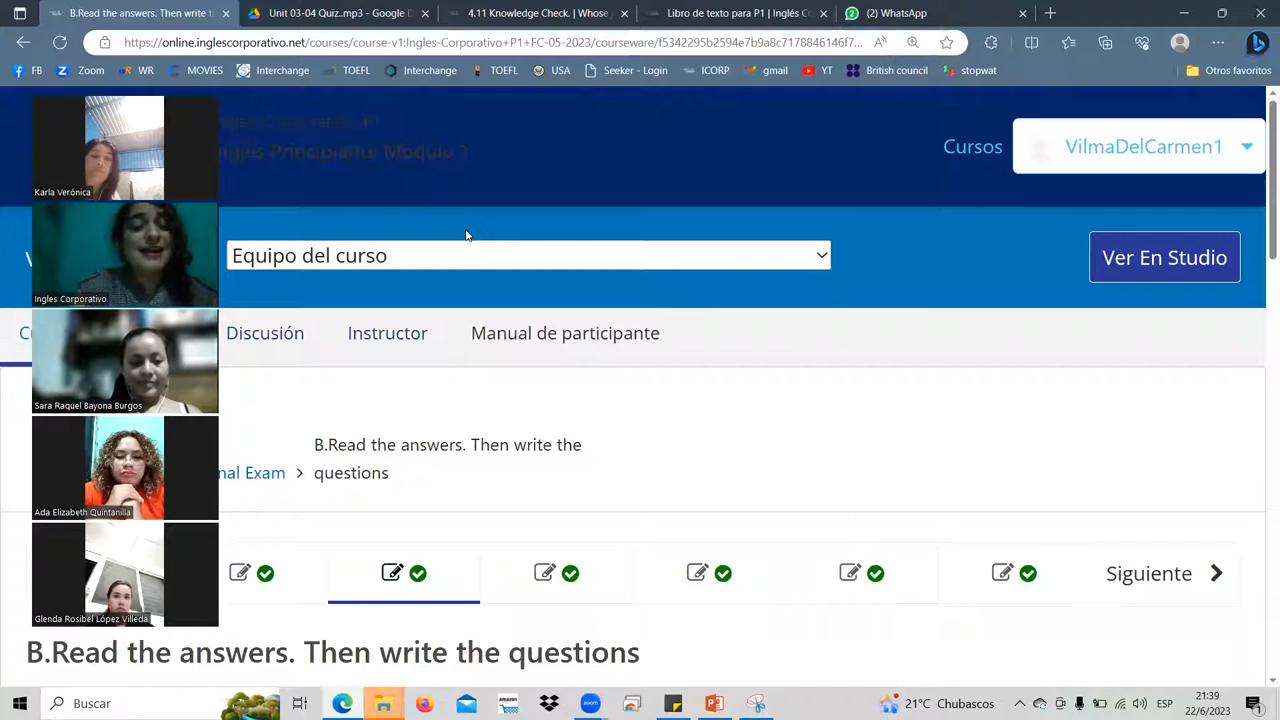 B.Read the answers. Then write t
Unit 03-04 Quiz.mp3 - Google D
4.11 Knowledge Check. | Whose
Libro de texto para P1 | Inglés C
(2) WhatsApp
https://online.inglescorporativo.net/courses/course-v1:Ingles-Corporativo+P1+FC-05-2023/courseware/f5342295b2594e7b9a8c7178846146f7...
FB
Zoom
WR
MOVIES
Interchange
TOEFL
Interchange
TOEFL
USA
Seeker - Login
ICORP
gmail
YT
British council
stopwat
Otros favoritos
Inglés Principiante Módulo 1
Cursos
VilmaDelCarmen1
Karla Verónica
Equipo del curso
Ver En Studio
Ingles Corporativo
Discusión
Instructor
Manual de participante
Sara Raquel Bayona Burgos
B.Read the answers. Then write the
questions
nal Exam
Ada Elizabeth Quintanilla
Siguiente
Glenda Rosibel López Villeda
B.Read the answers. Then write the questions
Buscar
21°C Chubascos
ESP
21:39
22/6/2023